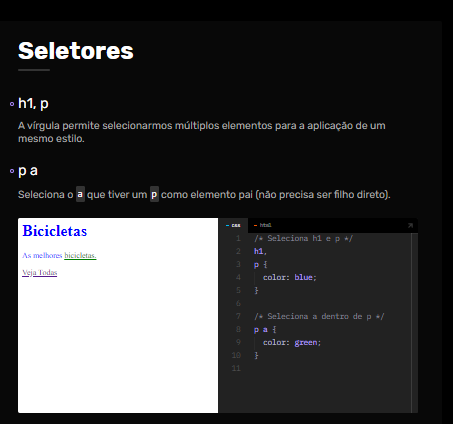 Seletores
h1, p
A vírgula permite selecionarmos múltiplos elementos para a aplicação de um
mesmo estilo.
p a
Seleciona o a que tiver um p como elemento pai (não precisa ser filho direto).
Bicicletas
As melhores bicicletas.
Veja Todas
css html
1 /* Seleciona h1 e p */
2 h1,
3 p {
4 color: blue;
5 }
6
7 /* Seleciona a dentro de p */
8 p a {
9 color: green;
10 }
11